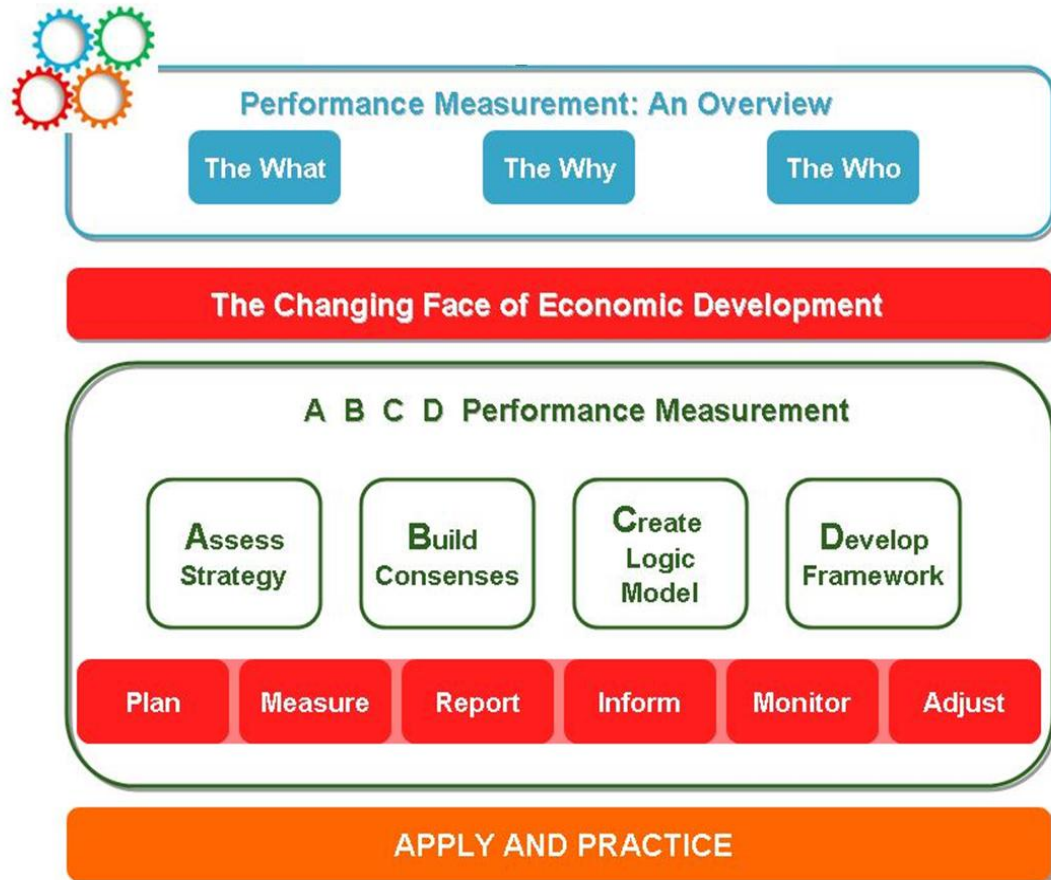 Performance Measurement: An Overview
The What
The Why
The Who
The Changing Face of Economic Development
A B C D Performance Measurement
Assess
Strategy
Build
Consenses
Create
Logic
Model
Develop
Framework
Plan
Measure
Report
Inform
Monitor
Adjust
APPLY AND PRACTICE